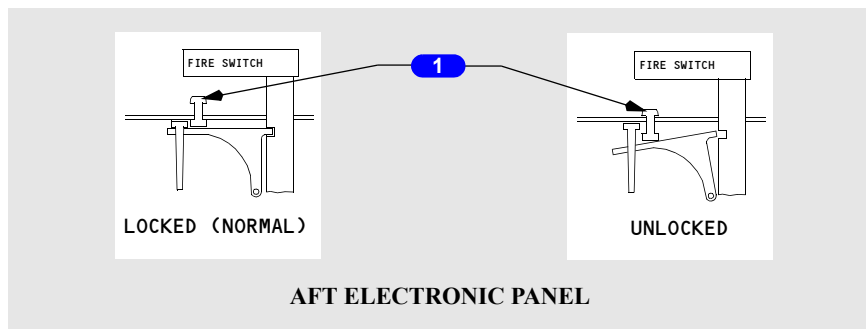 FIRE SWITCH
1
FIRE SWITCH
LOCKED (NORMAL)
UNLOCKED
AFT ELECTRONIC PANEL